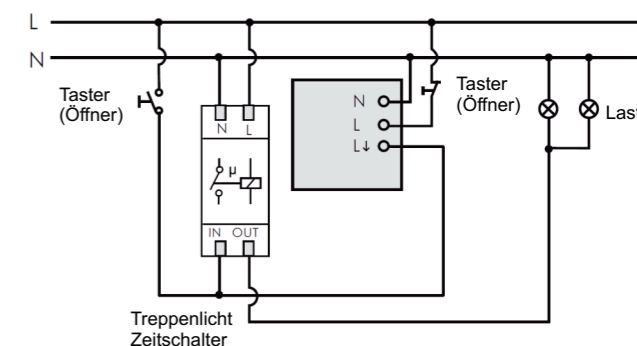 L
N
Taster
(Öffner)
N L
µ
IN OUT
N
L
L↓
Taster
(Öffner)
Last
Treppenlicht
Zeitschalter